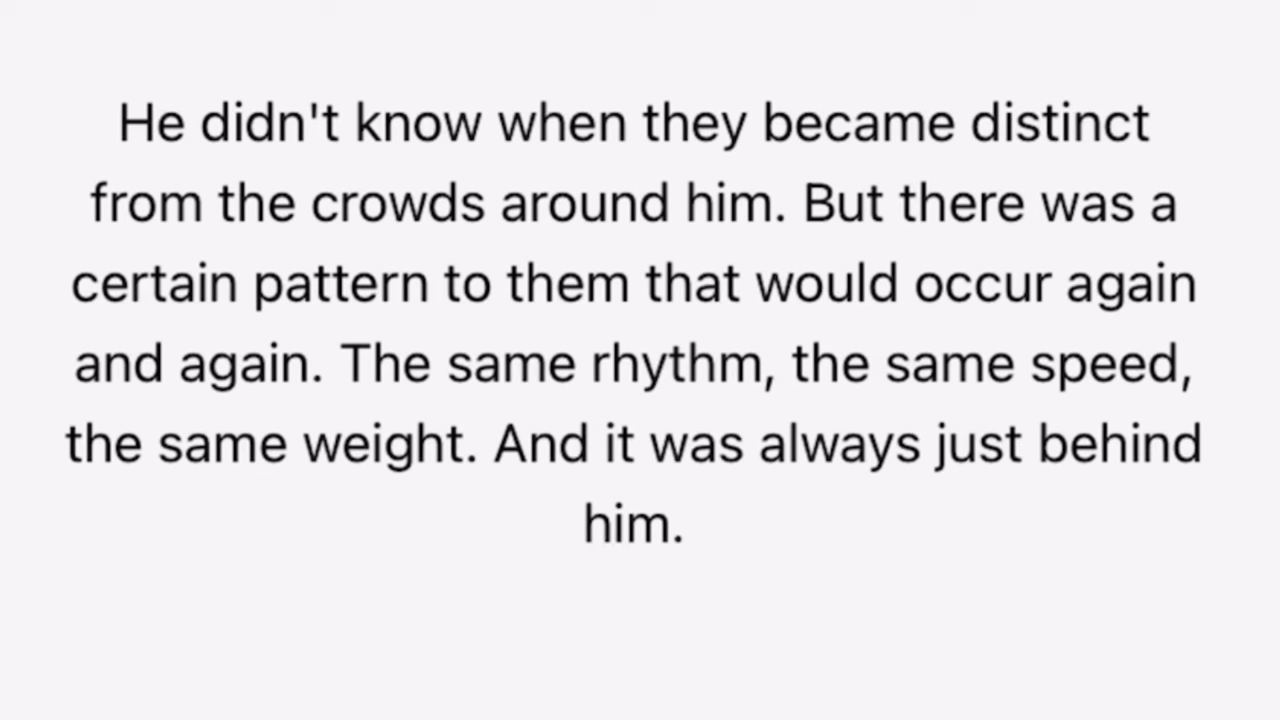 He didn't know when they became distinct
from the crowds around him. But there was a
certain pattern to them that would occur again
and again. The same rhythm, the same speed,
the same weight. And it was always just behind
him.